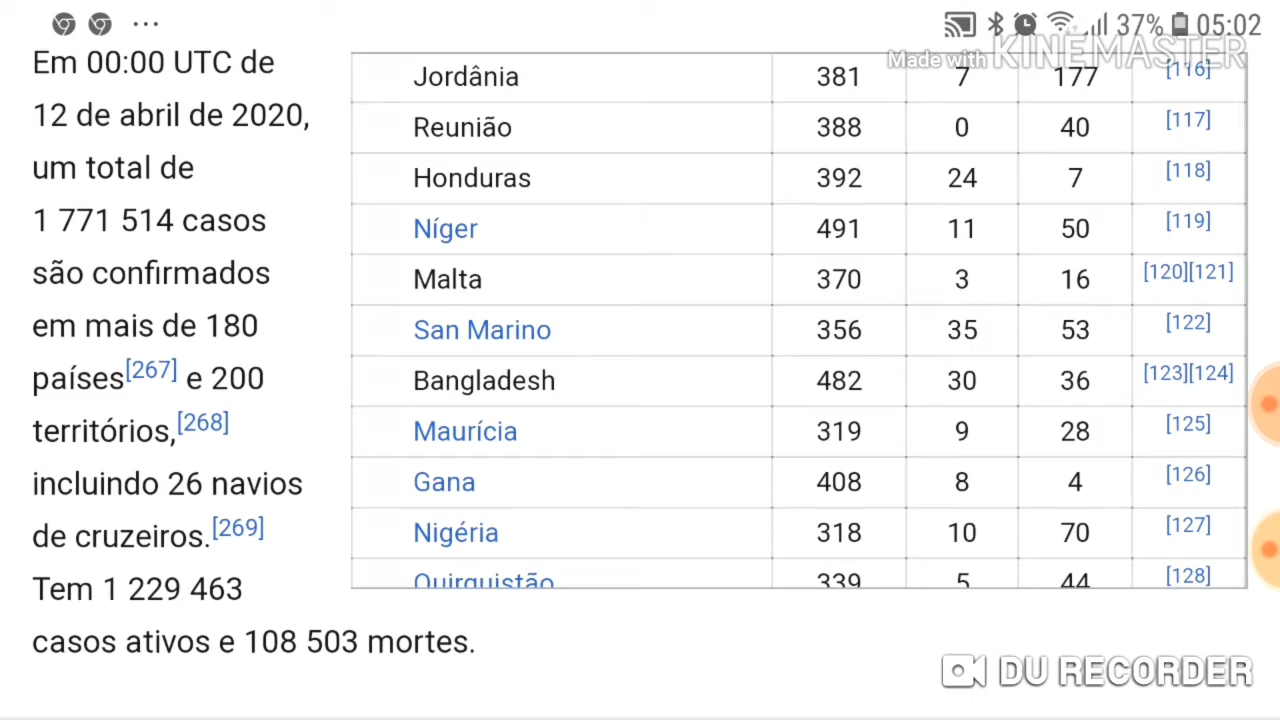 37% 05:02
Made with KINEMASTER
Em 00:00 UTC de
12 de abril de 2020,
um total de
1 771 514 casos
são confirmados
em mais de 180
países[267] e 200
territórios,[268]
incluindo 26 navios
de cruzeiros.[269]
Tem 1 229 463
casos ativos e 108 503 mortes.
Jordânia 381 7 177 [116]
Reunião 388 0 40 [117]
Honduras 392 24 7 [118]
Níger 491 11 50 [119]
Malta 370 3 16 [120][121]
San Marino 356 35 53 [122]
Bangladesh 482 30 36 [123][124]
Maurícia 319 9 28 [125]
Gana 408 8 4 [126]
Nigéria 318 10 70 [127]
Quirguistão 339 5 44 [128]
DU RECORDER